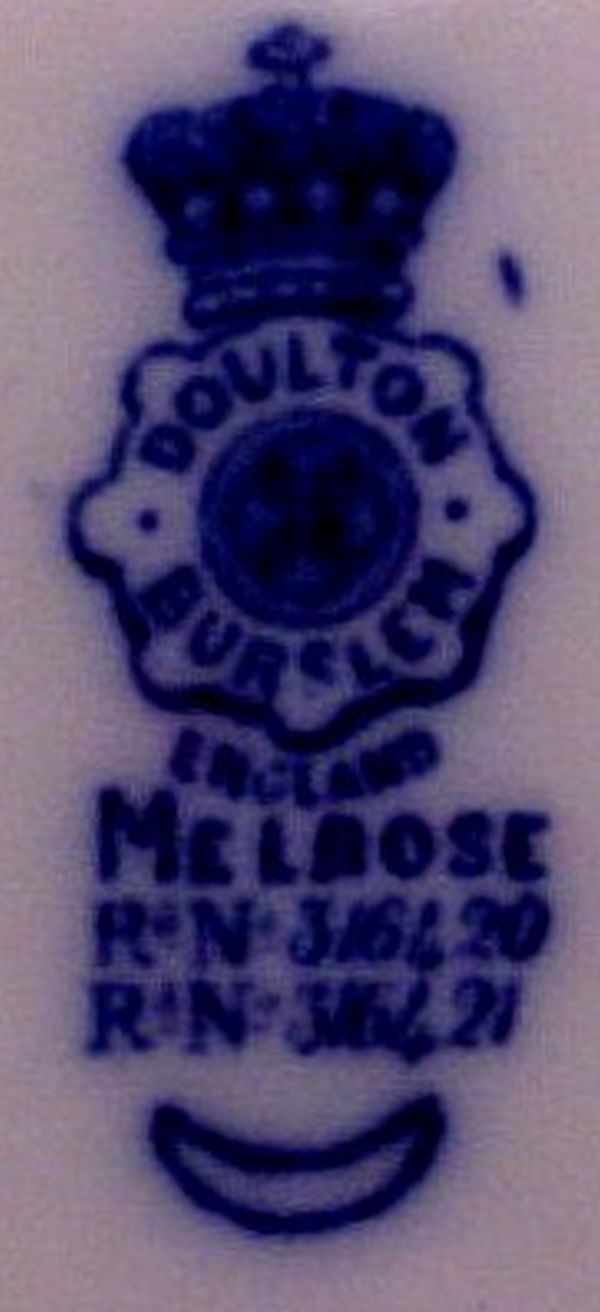 DOULTON
BURSLEM
ENGLAND
MELROSE
Rᵈ Nº 316420
Rᵈ Nº 316421